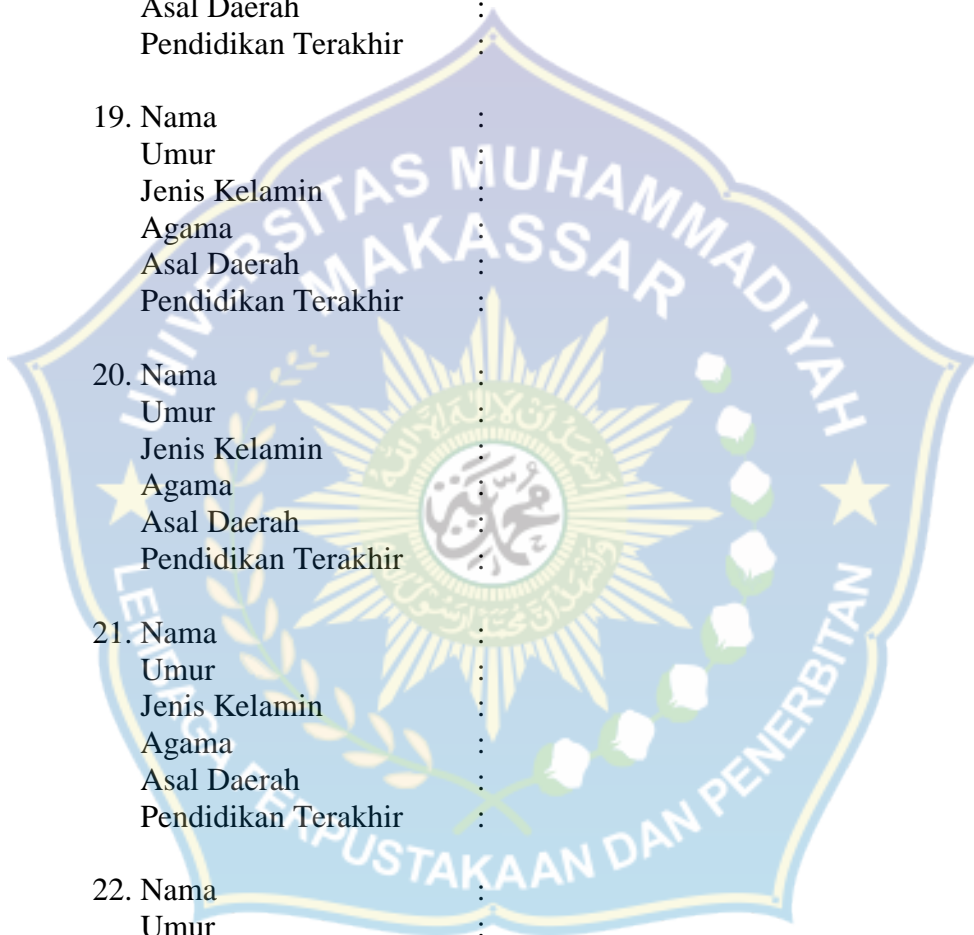 Asal Daerah :
Pendidikan Terakhir :
19. Nama :
Umur :
Jenis Kelamin :
Agama :
Asal Daerah :
Pendidikan Terakhir :
20. Nama :
Umur :
Jenis Kelamin :
Agama :
Asal Daerah :
Pendidikan Terakhir :
21. Nama :
Umur :
Jenis Kelamin :
Agama :
Asal Daerah :
Pendidikan Terakhir :
22. Nama :
Umur :
UNIVERSITAS MUHAMMADIYAH
MAKASSAR
محمدية
LEMBAGA PERPUSTAKAAN DAN PENERBITAN